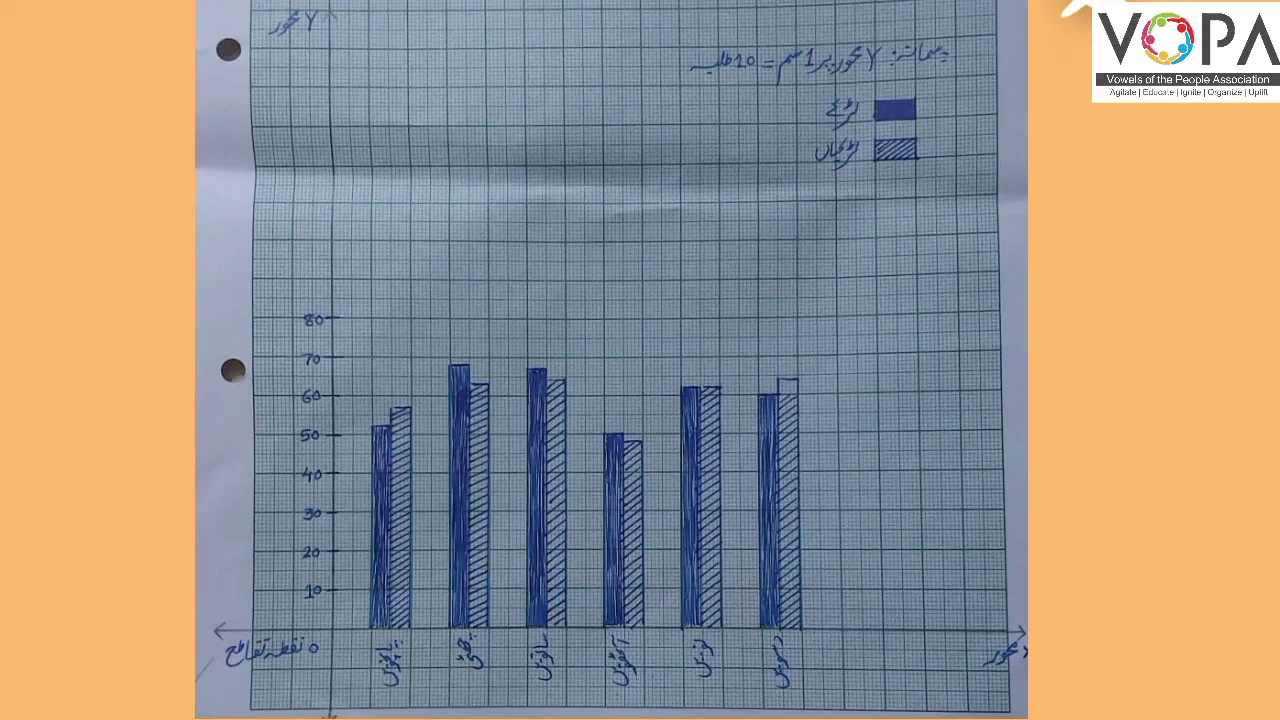 Y محور
پیمانہ: Y محور پر 1 سم = 10 طلبہ
لڑکے
لڑکیاں
80
70
60
50
40
30
20
10
0 نقطہ تقاطع
پانچویں
چھٹی
ساتویں
آٹھویں
نویں
دسویں
محور
VOPA
Vowels of the People Association
Agitate | Educate | Ignite | Organize | Uplift